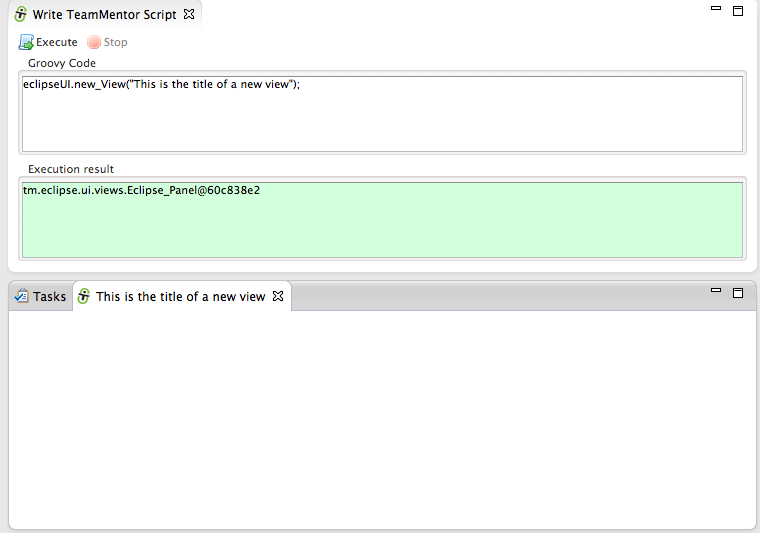 Write TeamMentor Script
Execute Stop
Groovy Code
eclipseUI.new_View("This is the title of a new view");
Execution result
tm.eclipse.ui.views.Eclipse_Panel@60c838e2
Tasks This is the title of a new view